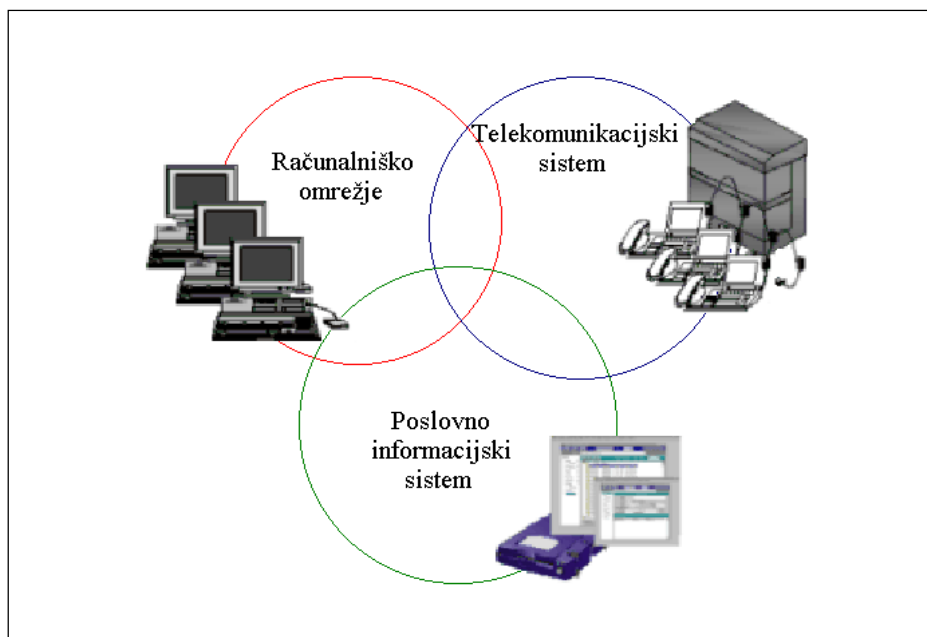 Računalniško
omrežje
Telekomunikacijski
sistem
Poslovno
informacijski
sistem